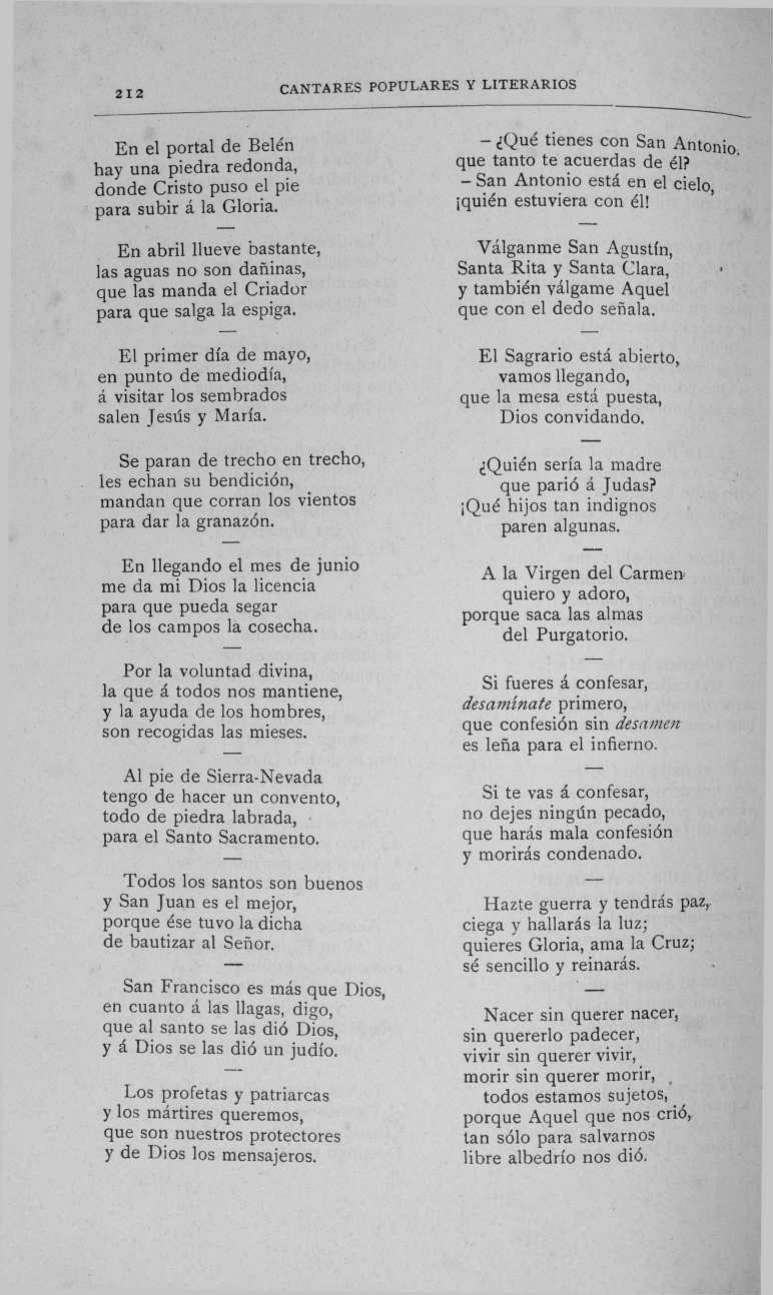 212
CANTARES POPULARES Y LITERARIOS
En el portal de Belén
hay una piedra redonda,
donde Cristo puso el pie
para subir á la Gloria.
—
En abril llueve bastante,
las aguas no son dañinas,
que las manda el Criador
para que salga la espiga.
—
El primer día de mayo,
en punto de mediodía,
á visitar los sembrados
salen Jesús y María.
Se paran de trecho en trecho,
les echan su bendición,
mandan que corran los vientos
para dar la granazón.
—
En llegando el mes de junio
me da mi Dios la licencia
para que pueda segar
de los campos la cosecha.
—
Por la voluntad divina,
la que á todos nos mantiene,
y la ayuda de los hombres,
son recogidas las mieses.
—
Al pie de Sierra-Nevada
tengo de hacer un convento,
todo de piedra labrada,
para el Santo Sacramento.
—
Todos los santos son buenos
y San Juan es el mejor,
porque ése tuvo la dicha
de bautizar al Señor.
—
San Francisco es más que Dios,
en cuanto á las llagas, digo,
que al santo se las dió Dios,
y á Dios se las dió un judío.
—
Los profetas y patriarcas
y los mártires queremos,
que son nuestros protectores
y de Dios los mensajeros.
– ¿Qué tienes con San Antonio,
que tanto te acuerdas de él?
– San Antonio está en el cielo,
¡quién estuviera con él!
—
Válganme San Agustín,
Santa Rita y Santa Clara,
y también válgame Aquel
que con el dedo señala.
—
El Sagrario está abierto,
vamos llegando,
que la mesa está puesta,
Dios convidando.
—
¿Quién sería la madre
que parió á Judas?
¡Qué hijos tan indignos
paren algunas.
—
A la Virgen del Carmen
quiero y adoro,
porque saca las almas
del Purgatorio.
—
Si fueres á confesar,
desamínate primero,
que confesión sin desamen
es leña para el infierno.
—
Si te vas á confesar,
no dejes ningún pecado,
que harás mala confesión
y morirás condenado.
—
Hazte guerra y tendrás paz,
ciega y hallarás la luz;
quieres Gloria, ama la Cruz;
sé sencillo y reinarás.
—
Nacer sin querer nacer,
sin quererlo padecer,
vivir sin querer vivir,
morir sin querer morir,
todos estamos sujetos,
porque Aquel que nos crió,
tan sólo para salvarnos
libre albedrío nos dió.